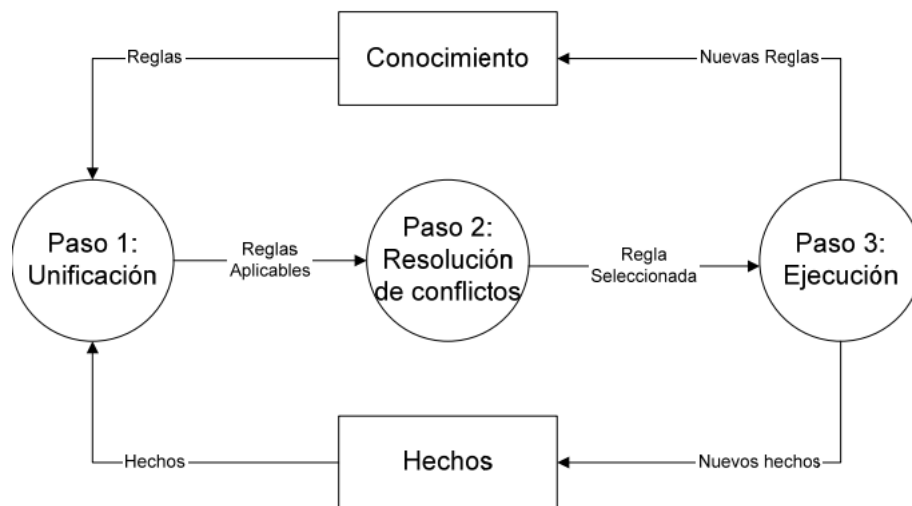 Reglas
Conocimiento
Nuevas Reglas
Paso 1:
Unificación
Reglas
Aplicables
Paso 2:
Resolución
de conflictos
Regla
Seleccionada
Paso 3:
Ejecución
Hechos
Hechos
Nuevos hechos